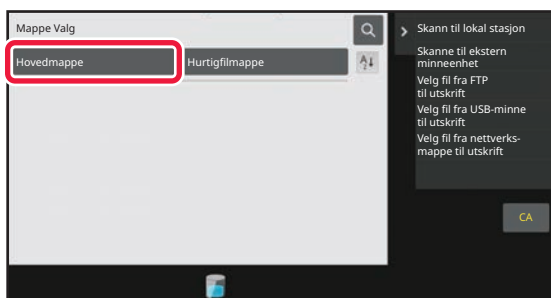 Mappe Valg
Hovedmappe
Hurtigfilmappe
Skann til lokal stasjon
Skanne til ekstern
minneenhet
Velg fil fra FTP
til utskrift
Velg fil fra USB-minne
til utskrift
Velg fil fra nettverks-
mappe til utskrift
CA